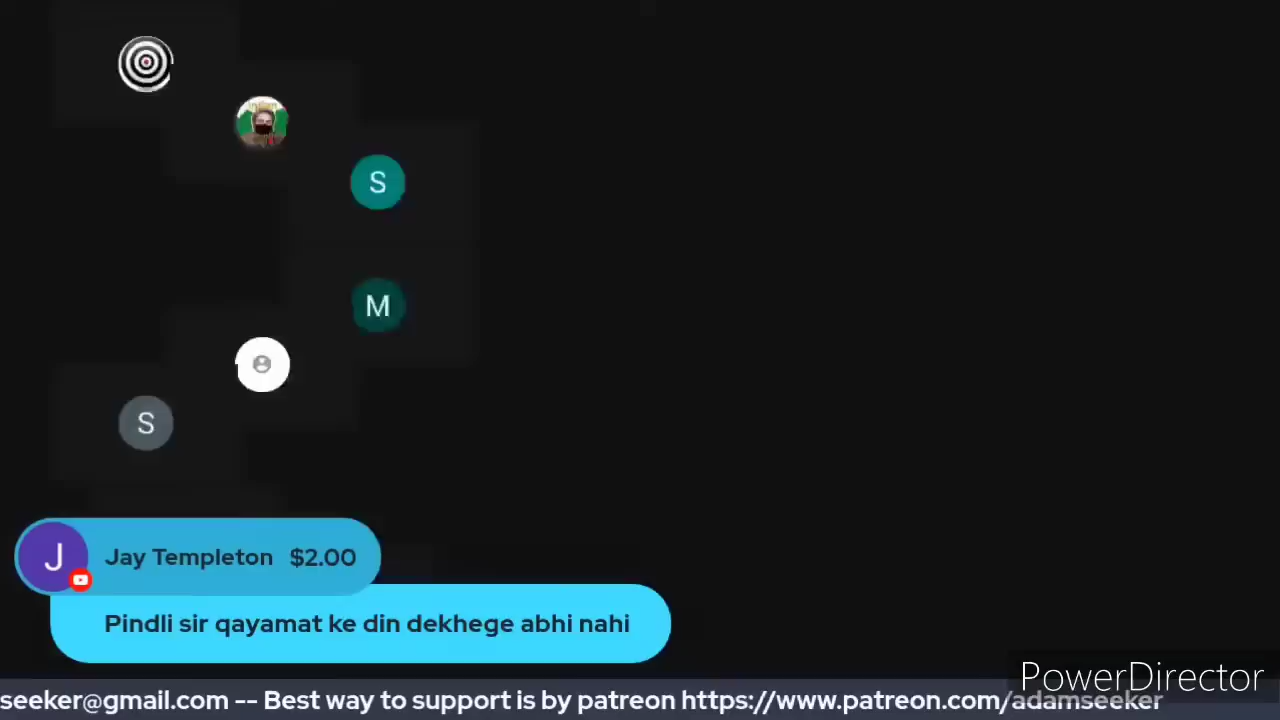 S
M
S
J
Jay Templeton $2.00
Pindli sir qayamat ke din dekhege abhi nahi
PowerDirector
seeker@gmail.com -- Best way to support is by patreon https://www.patreon.com/adamseeker